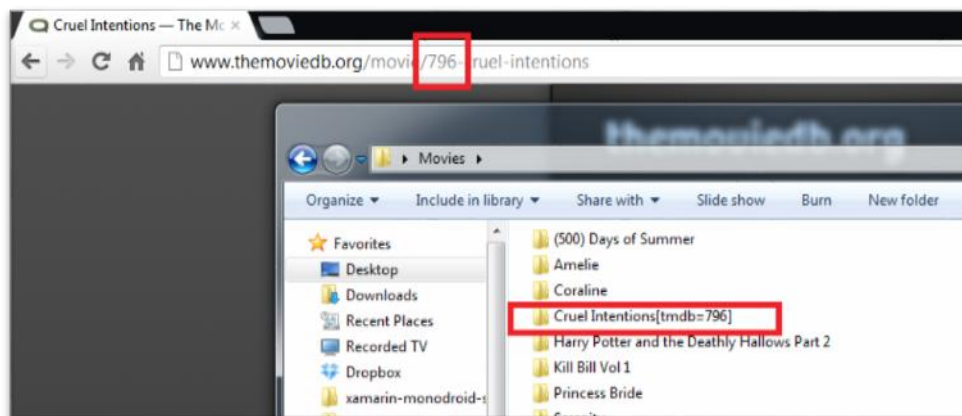 Cruel Intentions — The Mc ×
www.themoviedb.org/movie/796-cruel-intentions
themoviedb.org
Movies
Organize Include in library Share with Slide show Burn New folder
Favorites
Desktop
Downloads
Recent Places
Recorded TV
Dropbox
xamarin-monodroid-s
(500) Days of Summer
Amelie
Coraline
Cruel Intentions[tmdb=796]
Harry Potter and the Deathly Hallows Part 2
Kill Bill Vol 1
Princess Bride